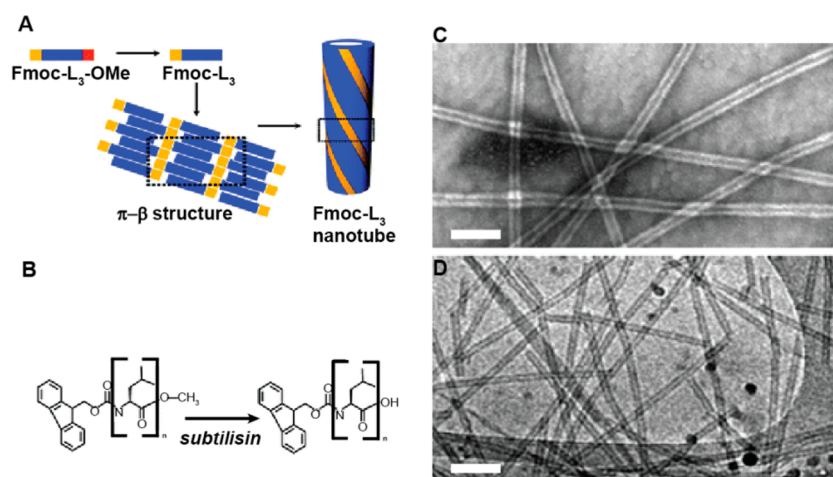 A
Fmoc-L₃-OMe
Fmoc-L₃
π–β structure
Fmoc-L₃
nanotube
B
O
O
N
O
O—CH₃
n
subtilisin
O
O
N
O
OH
n
C
D